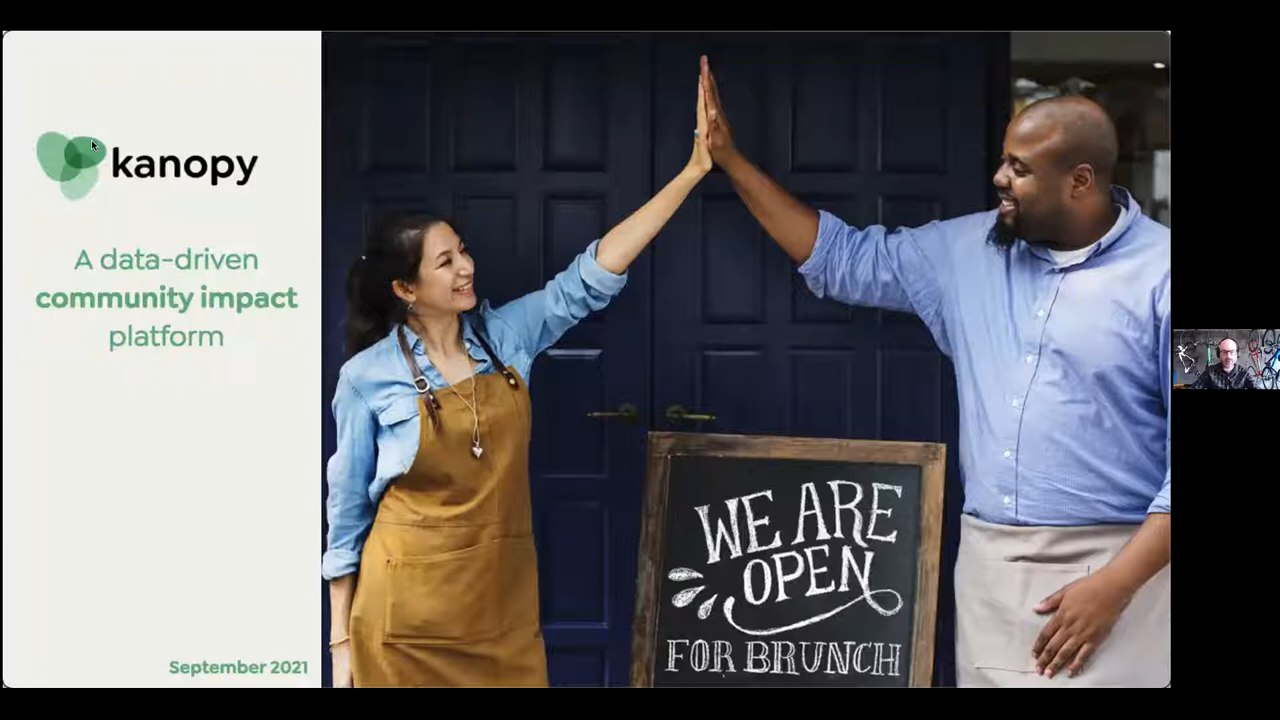 kanopy
A data-driven
community impact
platform
September 2021
WE ARE
OPEN
FOR BRUNCH